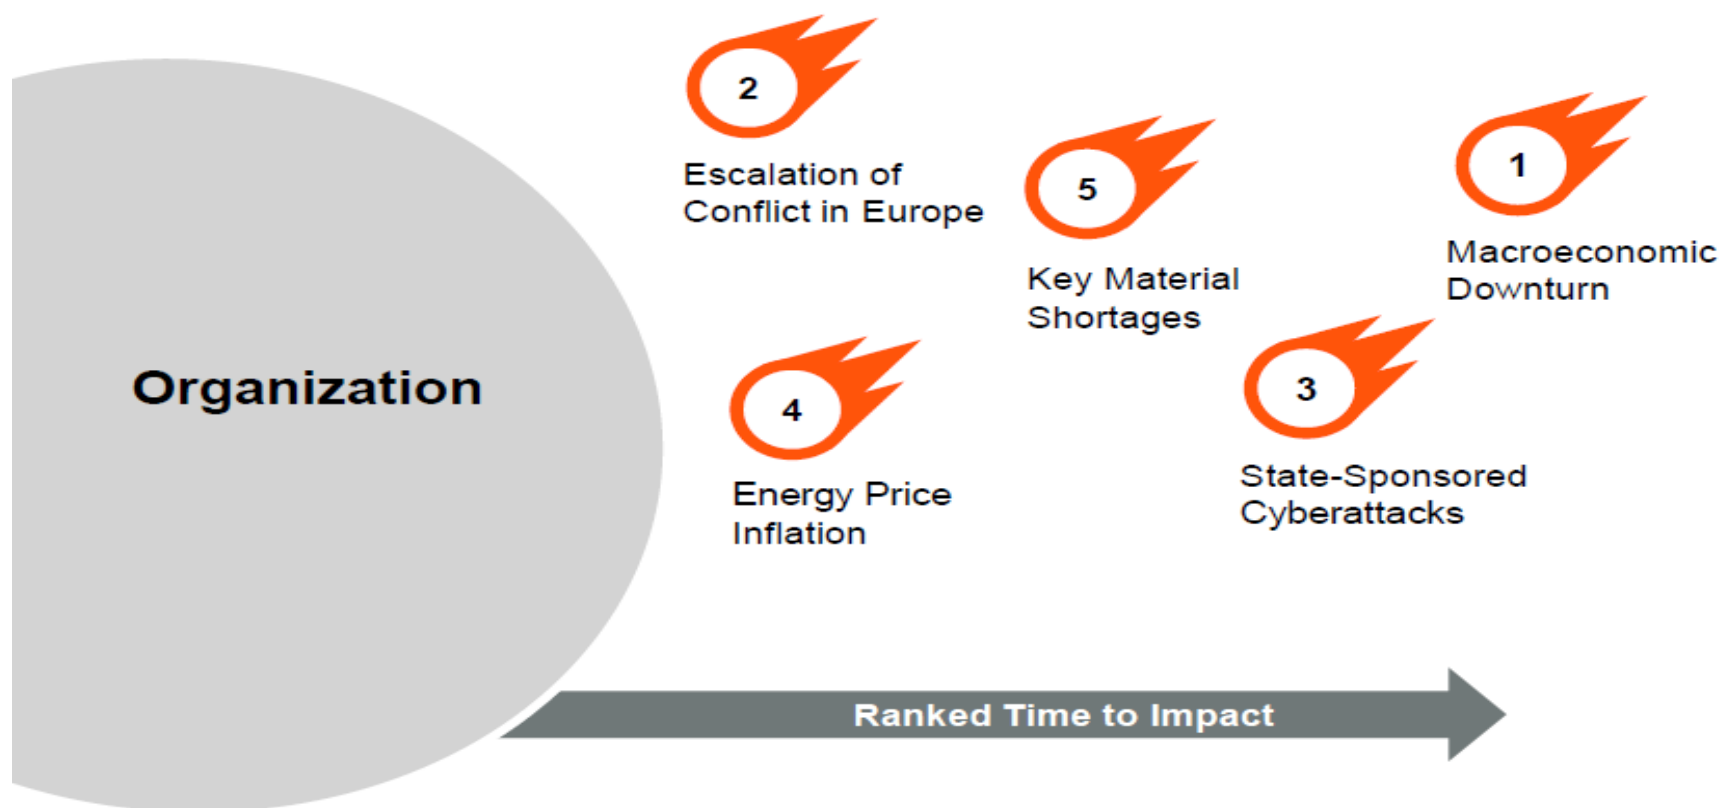 2
Escalation of
Conflict in Europe
5
Key Material
Shortages
1
Macroeconomic
Downturn
Organization
4
Energy Price
Inflation
3
State-Sponsored
Cyberattacks
Ranked Time to Impact